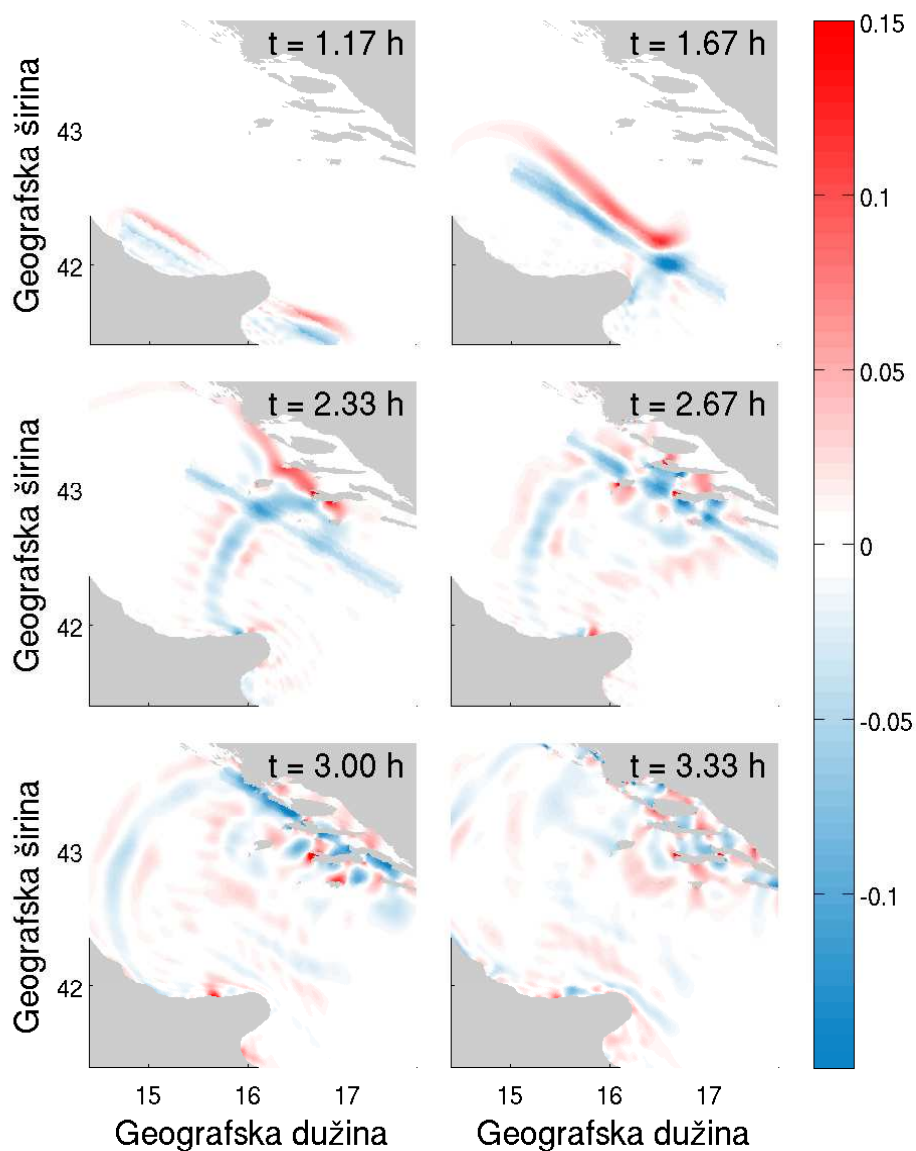 t = 1.17 h
t = 1.67 h
Geografska širina
43
42
t = 2.33 h
t = 2.67 h
Geografska širina
43
42
t = 3.00 h
t = 3.33 h
Geografska širina
43
42
15
16
17
15
16
17
Geografska dužina
Geografska dužina
0.15
0.1
0.05
0
-0.05
-0.1